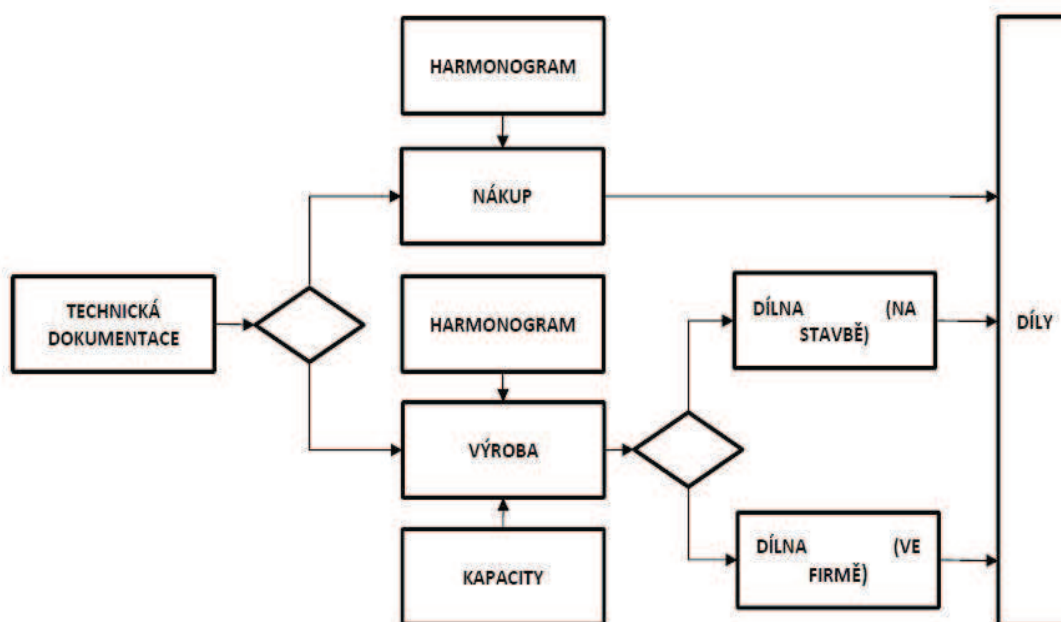 HARMONOGRAM
NÁKUP
TECHNICKÁ
DOKUMENTACE
HARMONOGRAM
DÍLNA (NA
STAVBĚ)
DÍLY
VÝROBA
DÍLNA (VE
FIRMĚ)
KAPACITY